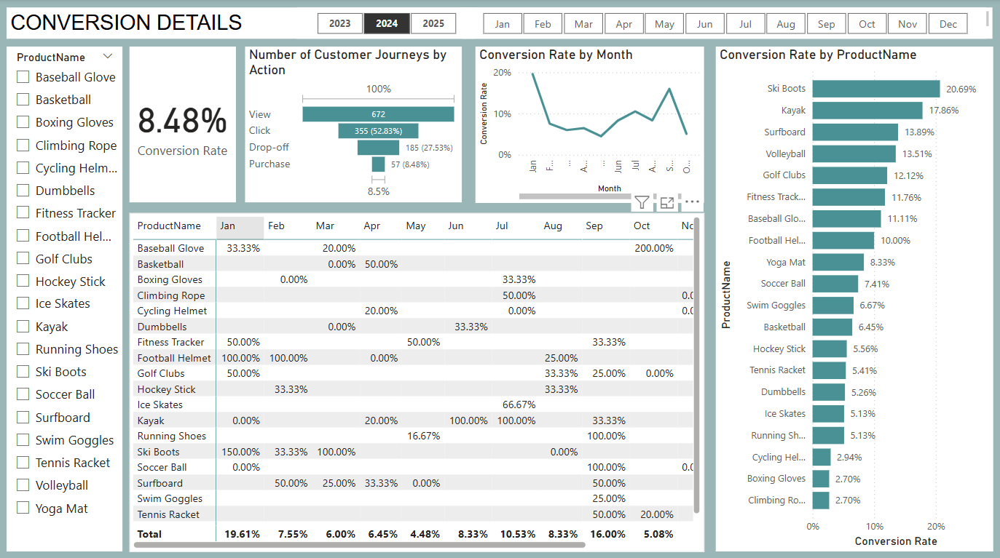 CONVERSION DETAILS
2023 2024 2025
Jan Feb Mar Apr May Jun Jul Aug Sep Oct Nov Dec
ProductName
Baseball Glove
Basketball
Boxing Gloves
Climbing Rope
Cycling Helm...
Dumbbells
Fitness Tracker
Football Hel...
Golf Clubs
Hockey Stick
Ice Skates
Kayak
Running Shoes
Ski Boots
Soccer Ball
Surfboard
Swim Goggles
Tennis Racket
Volleyball
Yoga Mat
8.48%
Conversion Rate
Number of Customer Journeys by
Action
100%
View 672
Click 355 (52.83%)
Drop-off 185 (27.53%)
Purchase 57 (8.48%)
8.5%
Conversion Rate by Month
Conversion Rate
20%
10%
0%
Jan F... ... A... ... Jun Jul A... S... O...
Month
ProductName Jan Feb Mar Apr May Jun Jul Aug Sep Oct Nc
Baseball Glove 33.33% 20.00% 200.00%
Basketball 0.00% 50.00%
Boxing Gloves 0.00% 33.33%
Climbing Rope 50.00% 0.0
Cycling Helmet 20.00% 0.00% 0.0
Dumbbells 0.00% 33.33%
Fitness Tracker 50.00% 50.00% 33.33%
Football Helmet 100.00% 100.00% 0.00% 25.00%
Golf Clubs 50.00% 33.33% 25.00% 0.00%
Hockey Stick 33.33% 33.33%
Ice Skates 66.67%
Kayak 0.00% 20.00% 100.00% 100.00% 33.33%
Running Shoes 16.67% 100.00%
Ski Boots 150.00% 33.33% 100.00% 0.00%
Soccer Ball 0.00% 100.00% 0.0
Surfboard 50.00% 25.00% 33.33% 0.00% 50.00%
Swim Goggles 25.00%
Tennis Racket 50.00% 20.00%
Total 19.61% 7.55% 6.00% 6.45% 4.48% 8.33% 10.53% 8.33% 16.00% 5.08%
Conversion Rate by ProductName
ProductName
Ski Boots 20.69%
Kayak 17.86%
Surfboard 13.89%
Volleyball 13.51%
Golf Clubs 12.12%
Fitness Track... 11.76%
Baseball Glo... 11.11%
Football Hel... 10.00%
Yoga Mat 8.33%
Soccer Ball 7.41%
Swim Goggles 6.67%
Basketball 6.45%
Hockey Stick 5.56%
Tennis Racket 5.41%
Dumbbells 5.26%
Ice Skates 5.13%
Running Sh... 5.13%
Cycling Hel... 2.94%
Boxing Gloves 2.70%
Climbing Ro... 2.70%
0% 10% 20%
Conversion Rate